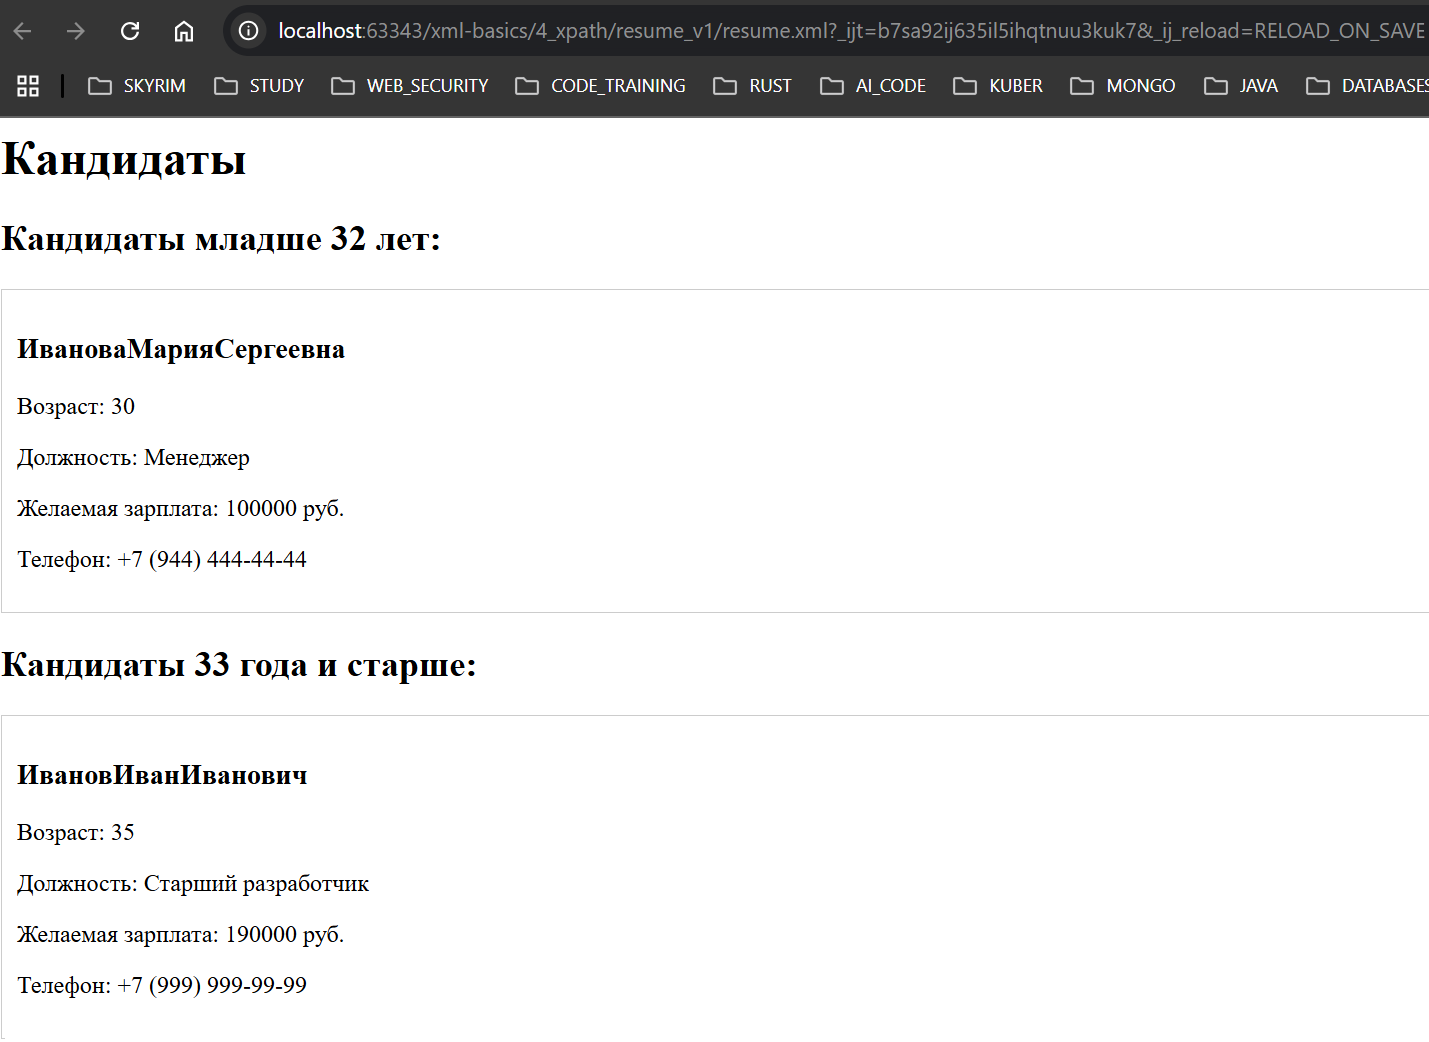 localhost:63343/xml-basics/4_xpath/resume_v1/resume.xml?_ijt=b7sa92ij635il5ihqtnuu3kuk7&_ij_reload=RELOAD_ON_SAVE
SKYRIM STUDY WEB_SECURITY CODE_TRAINING RUST AI_CODE KUBER MONGO JAVA DATABASES
Кандидаты
Кандидаты младше 32 лет:
ИвановаМарияСергеевна
Возраст: 30
Должность: Менеджер
Желаемая зарплата: 100000 руб.
Телефон: +7 (944) 444-44-44
Кандидаты 33 года и старше:
ИвановИванИванович
Возраст: 35
Должность: Старший разработчик
Желаемая зарплата: 190000 руб.
Телефон: +7 (999) 999-99-99